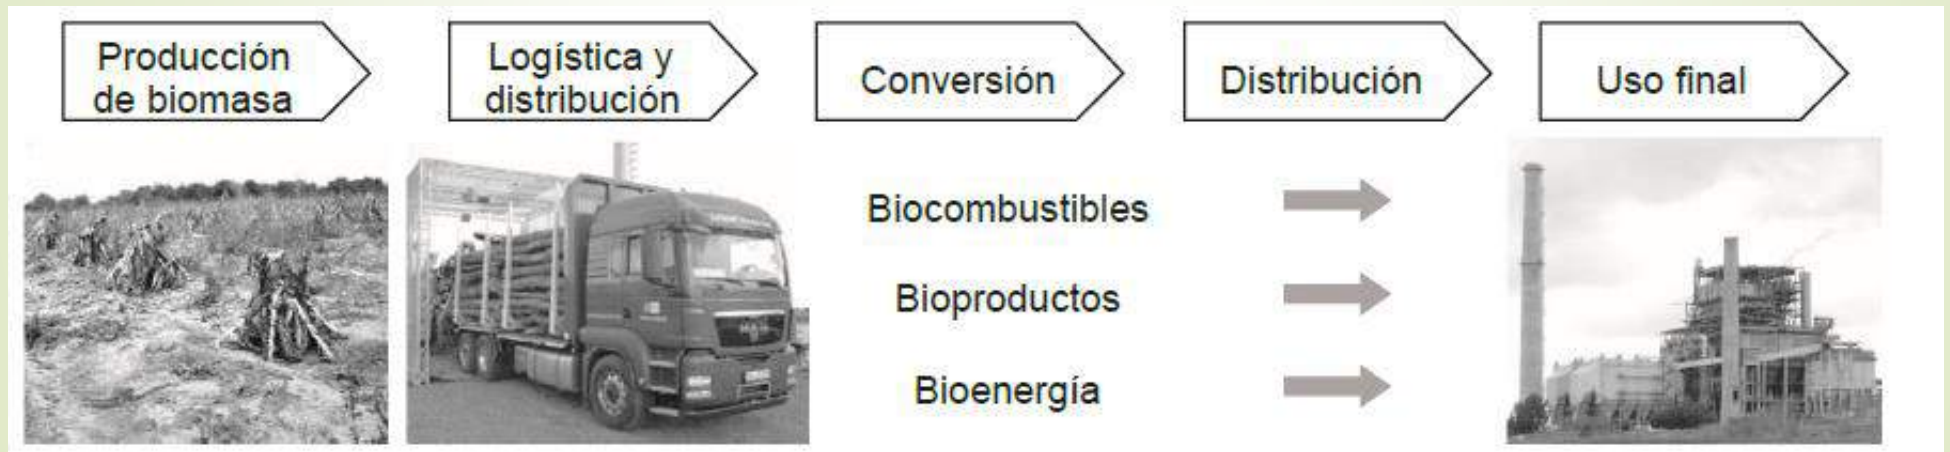 Producción
de biomasa
Logística y
distribución
Conversión
Distribución
Uso final
Biocombustibles
Bioproductos
Bioenergía